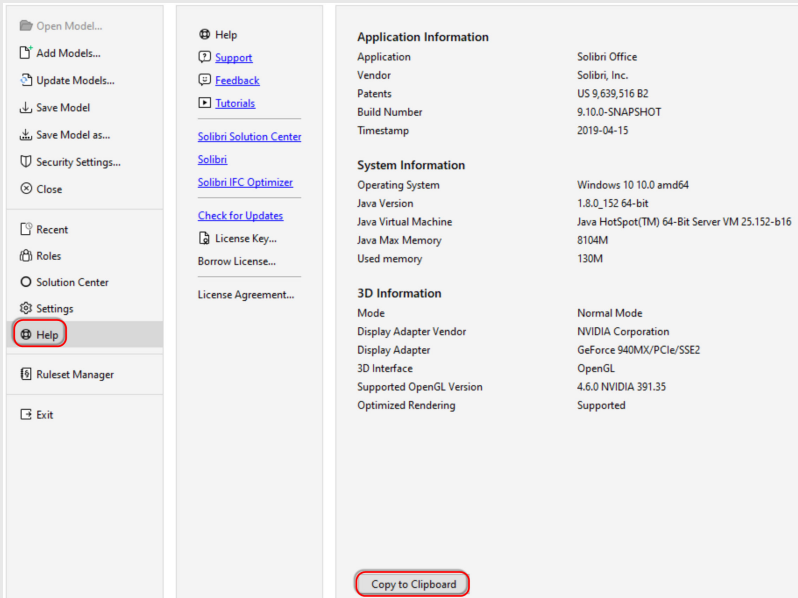 Open Model...
Add Models...
Update Models...
Save Model
Save Model as...
Security Settings...
Close
Recent
Roles
Solution Center
Settings
Help
Ruleset Manager
Exit
Help
Support
Feedback
Tutorials
Solibri Solution Center
Solibri
Solibri IFC Optimizer
Check for Updates
License Key...
Borrow License...
License Agreement...
Application Information
Application Solibri Office
Vendor Solibri, Inc.
Patents US 9,639,516 B2
Build Number 9.10.0-SNAPSHOT
Timestamp 2019-04-15
System Information
Operating System Windows 10 10.0 amd64
Java Version 1.8.0_152 64-bit
Java Virtual Machine Java HotSpot(TM) 64-Bit Server VM 25.152-b16
Java Max Memory 8104M
Used memory 130M
3D Information
Mode Normal Mode
Display Adapter Vendor NVIDIA Corporation
Display Adapter GeForce 940MX/PCIe/SSE2
3D Interface OpenGL
Supported OpenGL Version 4.6.0 NVIDIA 391.35
Optimized Rendering Supported
Copy to Clipboard